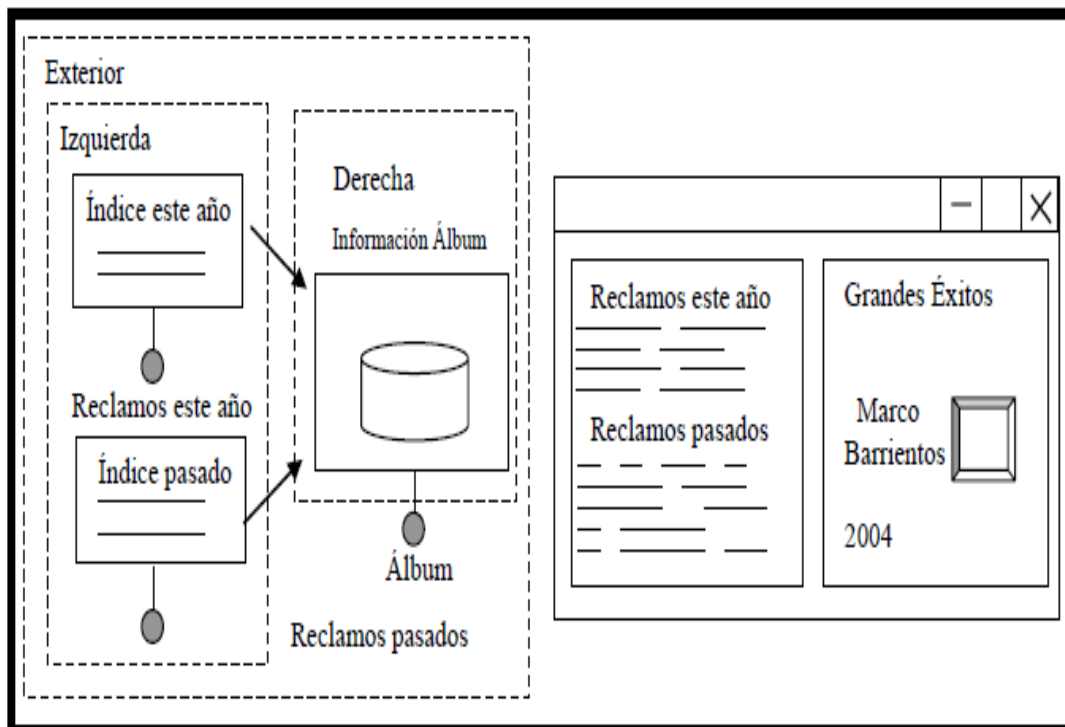 Exterior
Izquierda
Índice este año
Reclamos este año
Índice pasado
Derecha
Información Álbum
Álbum
Reclamos pasados
Reclamos este año
Reclamos pasados
Grandes Éxitos
Marco
Barrientos
2004